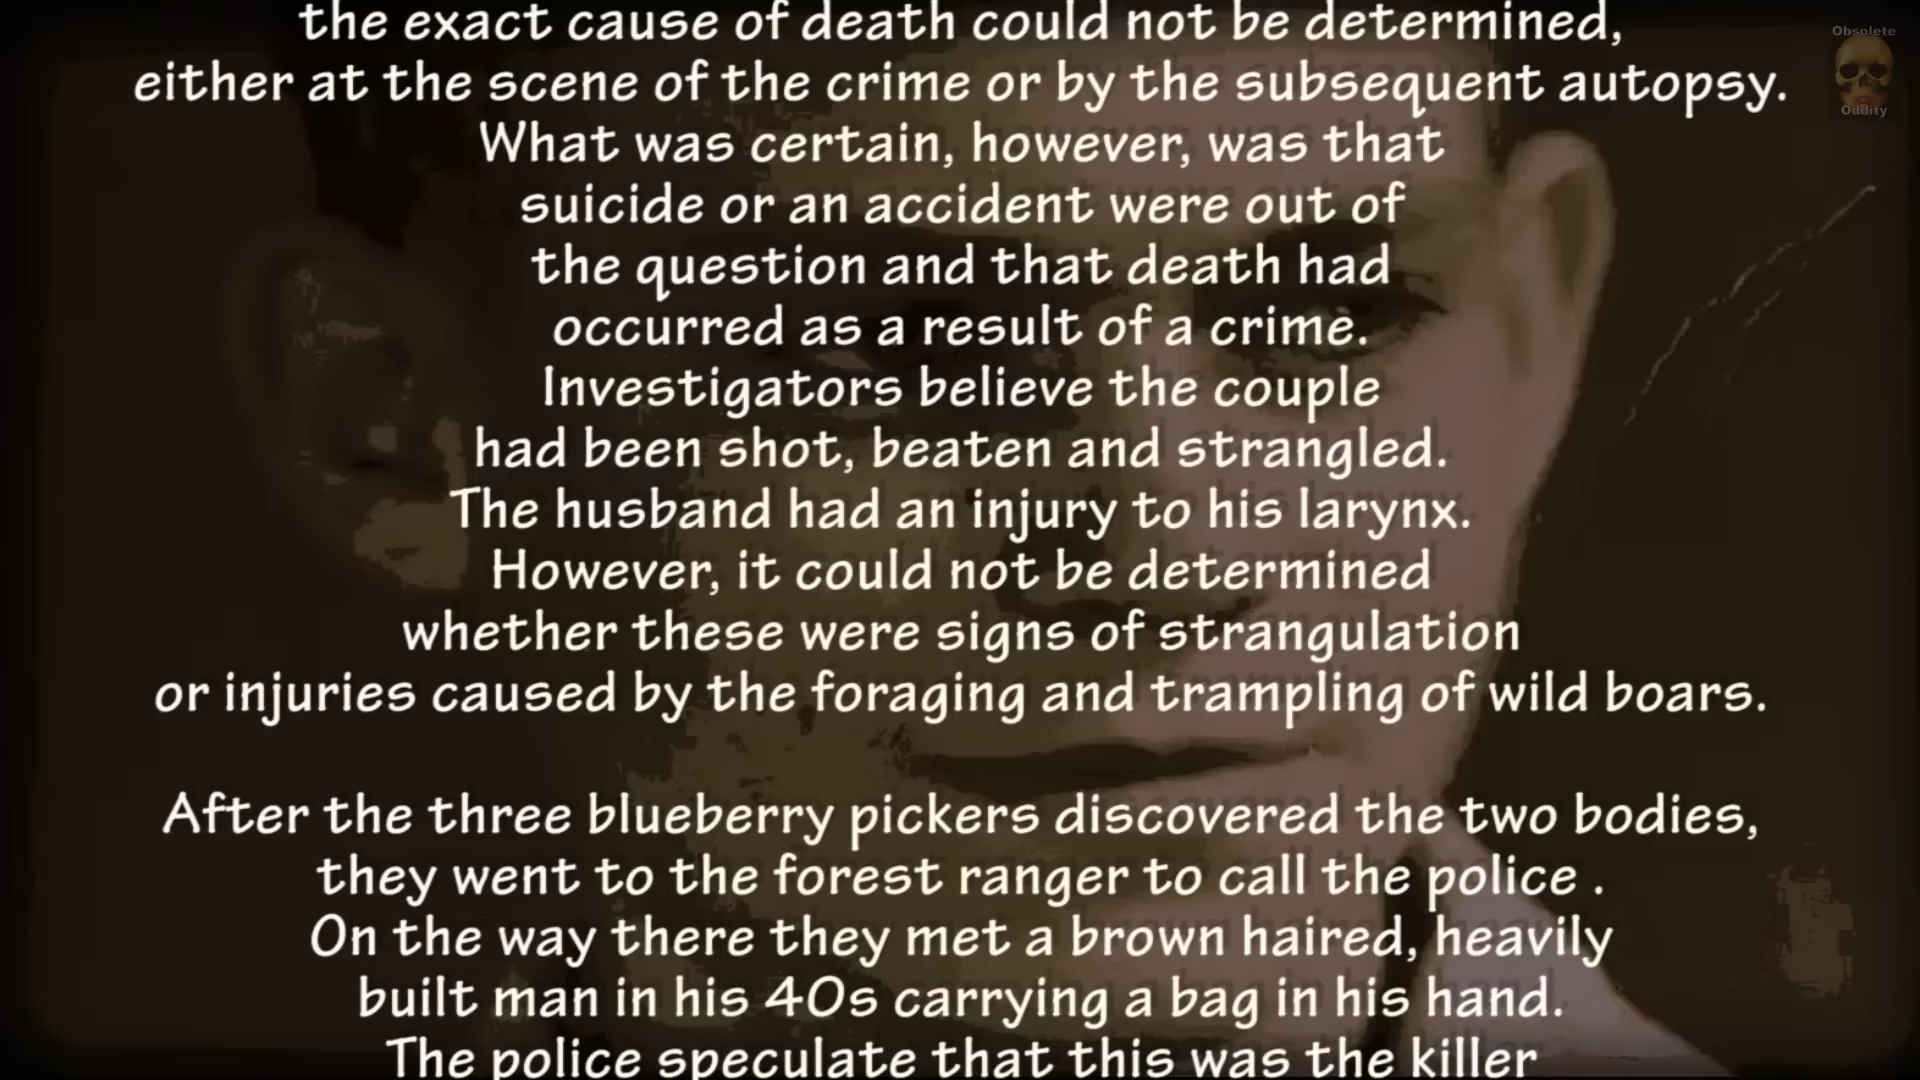 the exact cause of death could not be determined,
either at the scene of the crime or by the subsequent autopsy.
What was certain, however, was that
suicide or an accident were out of
the question and that death had
occurred as a result of a crime.
Investigators believe the couple
had been shot, beaten and strangled.
The husband had an injury to his larynx.
However, it could not be determined
whether these were signs of strangulation
or injuries caused by the foraging and trampling of wild boars.
After the three blueberry pickers discovered the two bodies,
they went to the forest ranger to call the police .
On the way there they met a brown haired, heavily
built man in his 40s carrying a bag in his hand.
The police speculate that this was the killer
Obsolete
Oddity